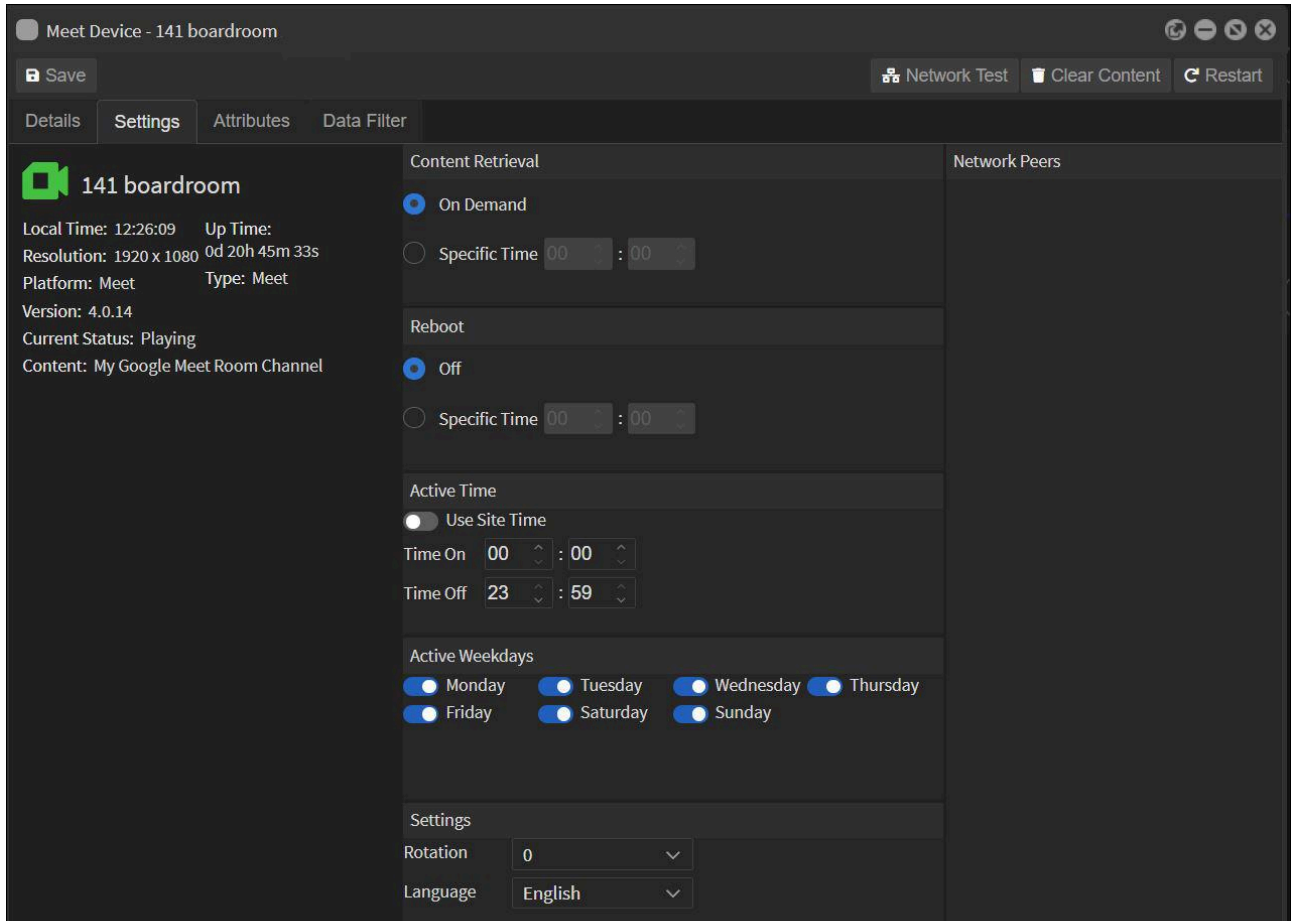 Meet Device - 141 boardroom
Save
Network Test
Clear Content
Restart
Details
Settings
Attributes
Data Filter
141 boardroom
Local Time: 12:26:09
Up Time:
0d 20h 45m 33s
Resolution: 1920 x 1080
Platform: Meet
Type: Meet
Version: 4.0.14
Current Status: Playing
Content: My Google Meet Room Channel
Content Retrieval
On Demand
Specific Time 00 : 00
Reboot
Off
Specific Time 00 : 00
Active Time
Use Site Time
Time On 00 : 00
Time Off 23 : 59
Active Weekdays
Monday Tuesday Wednesday Thursday
Friday Saturday Sunday
Settings
Rotation 0
Language English
Network Peers